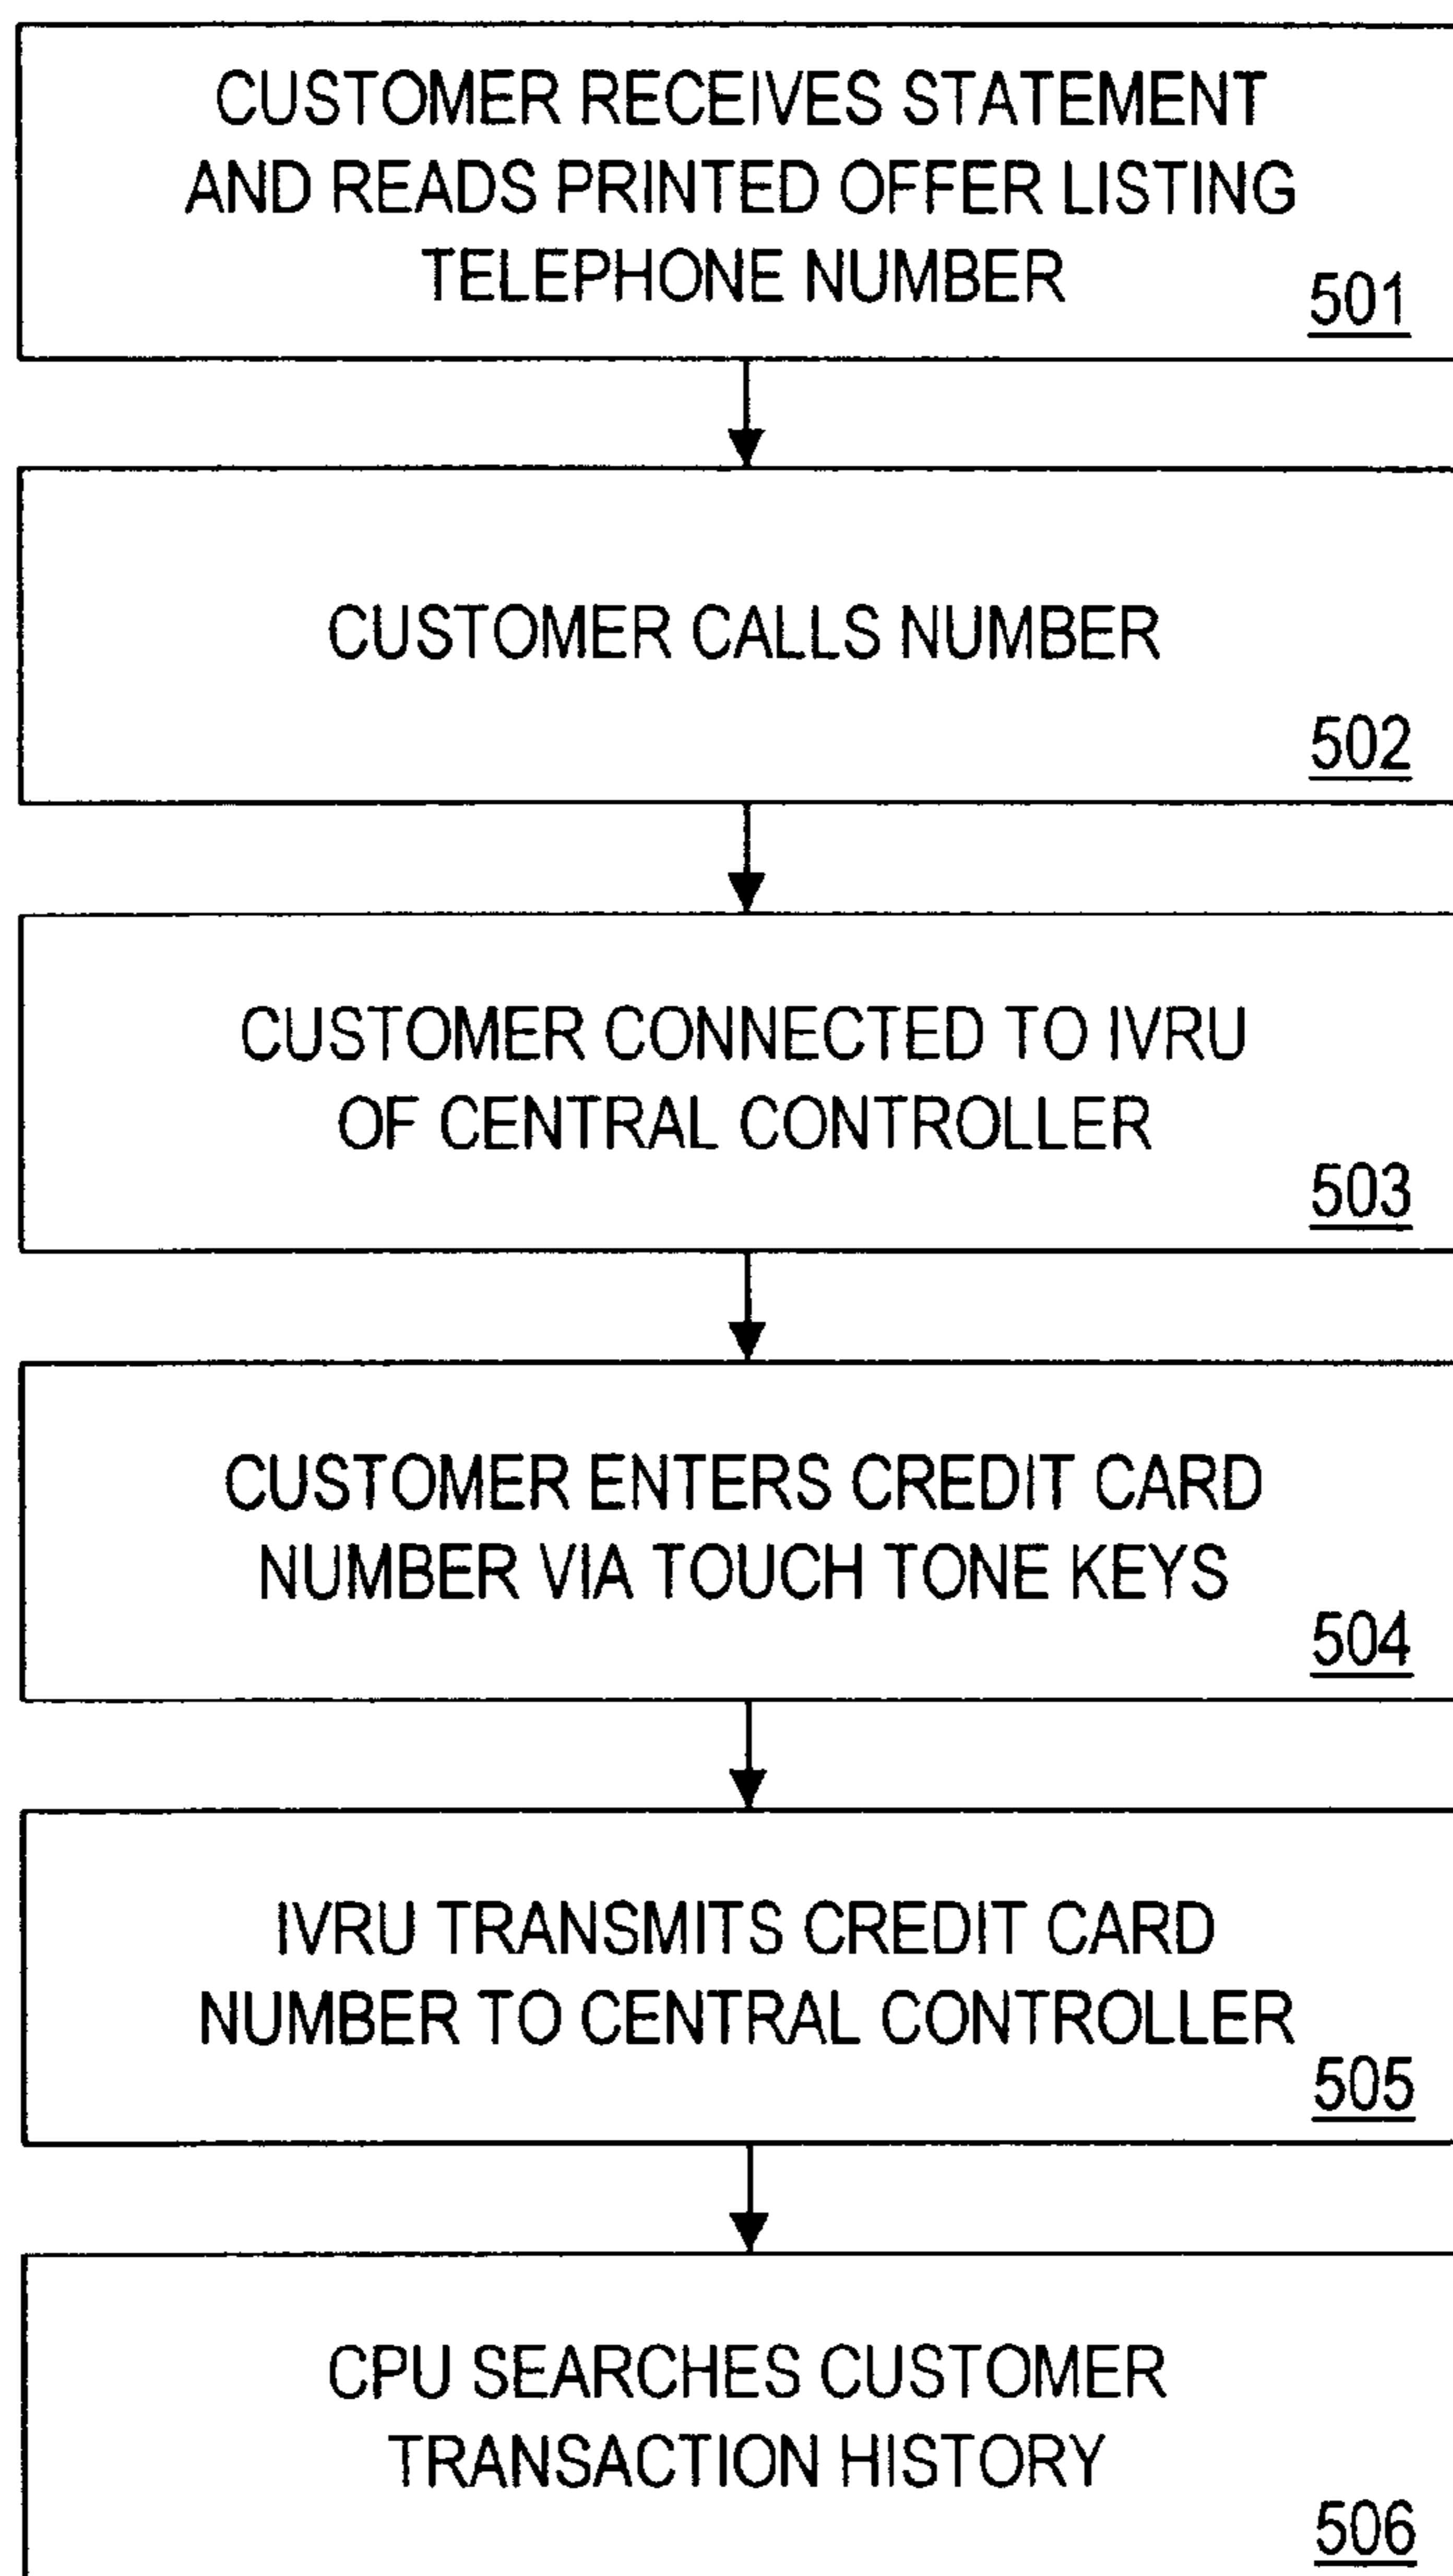 CUSTOMER RECEIVES STATEMENT
AND READS PRINTED OFFER LISTING
TELEPHONE NUMBER
501
CUSTOMER CALLS NUMBER
502
CUSTOMER CONNECTED TO IVRU
OF CENTRAL CONTROLLER
503
CUSTOMER ENTERS CREDIT CARD
NUMBER VIA TOUCH TONE KEYS
504
IVRU TRANSMITS CREDIT CARD
NUMBER TO CENTRAL CONTROLLER
505
CPU SEARCHES CUSTOMER
TRANSACTION HISTORY
506